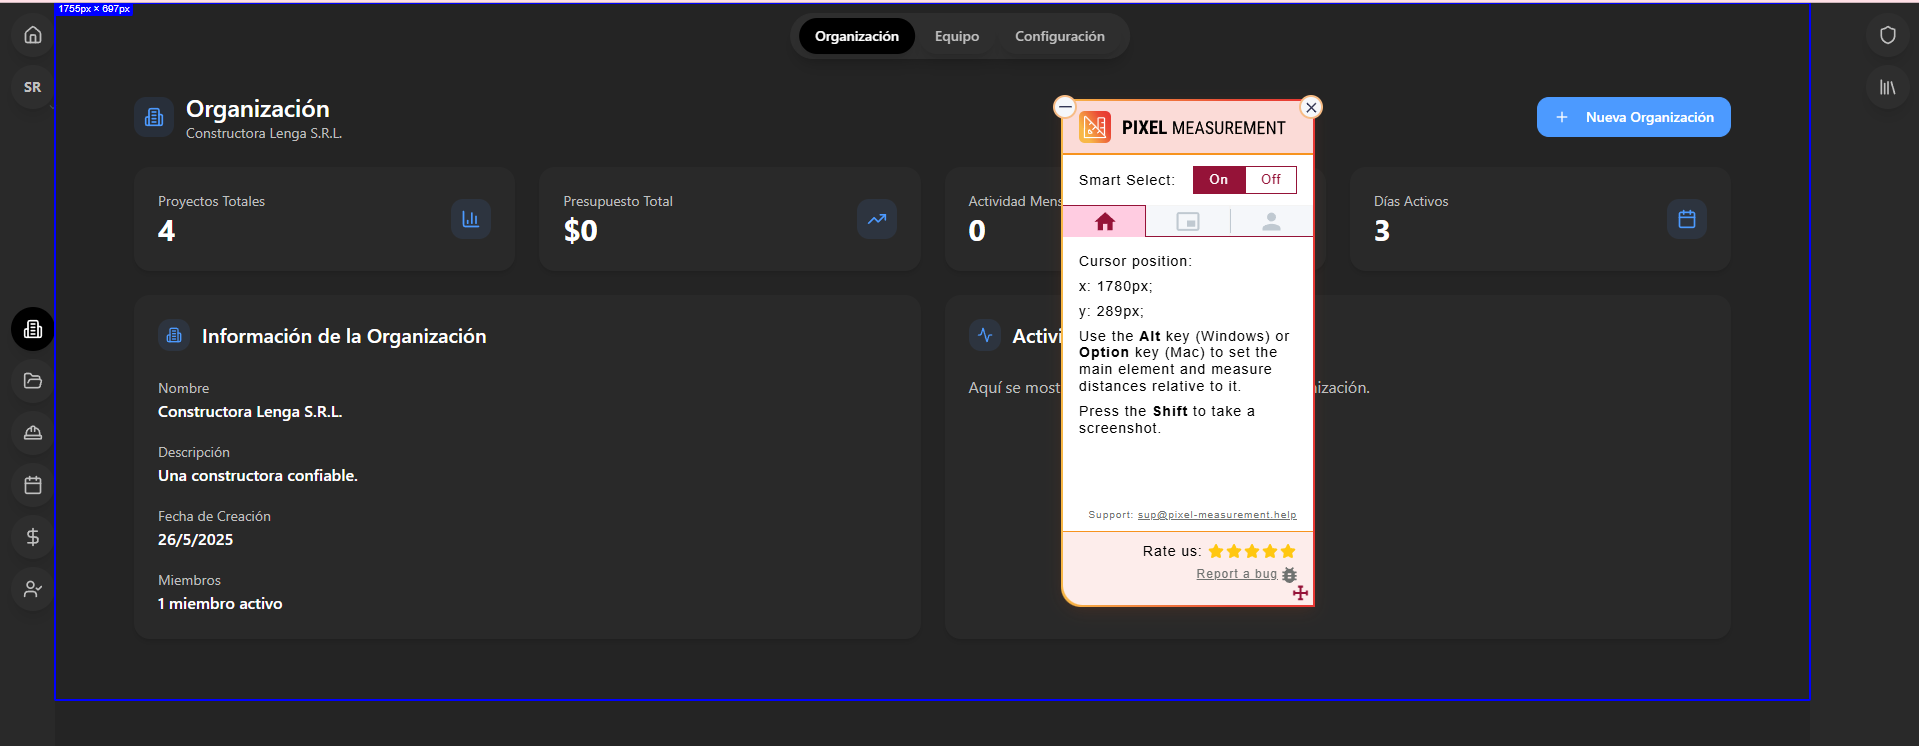 1755px × 697px
Organización
Equipo
Configuración
SR
Organización
Constructora Lenga S.R.L.
Nueva Organización
Proyectos Totales
4
Presupuesto Total
$0
Actividad Mens
0
Días Activos
3
Información de la Organización
Nombre
Constructora Lenga S.R.L.
Descripción
Una constructora confiable.
Fecha de Creación
26/5/2025
Miembros
1 miembro activo
Activi
Aquí se most
nización.
PIXEL MEASUREMENT
Smart Select:
On
Off
Cursor position:
x: 1780px;
y: 289px;
Use the Alt key (Windows) or
Option key (Mac) to set the
main element and measure
distances relative to it.
Press the Shift to take a
screenshot.
Support: sup@pixel-measurement.help
Rate us:
Report a bug